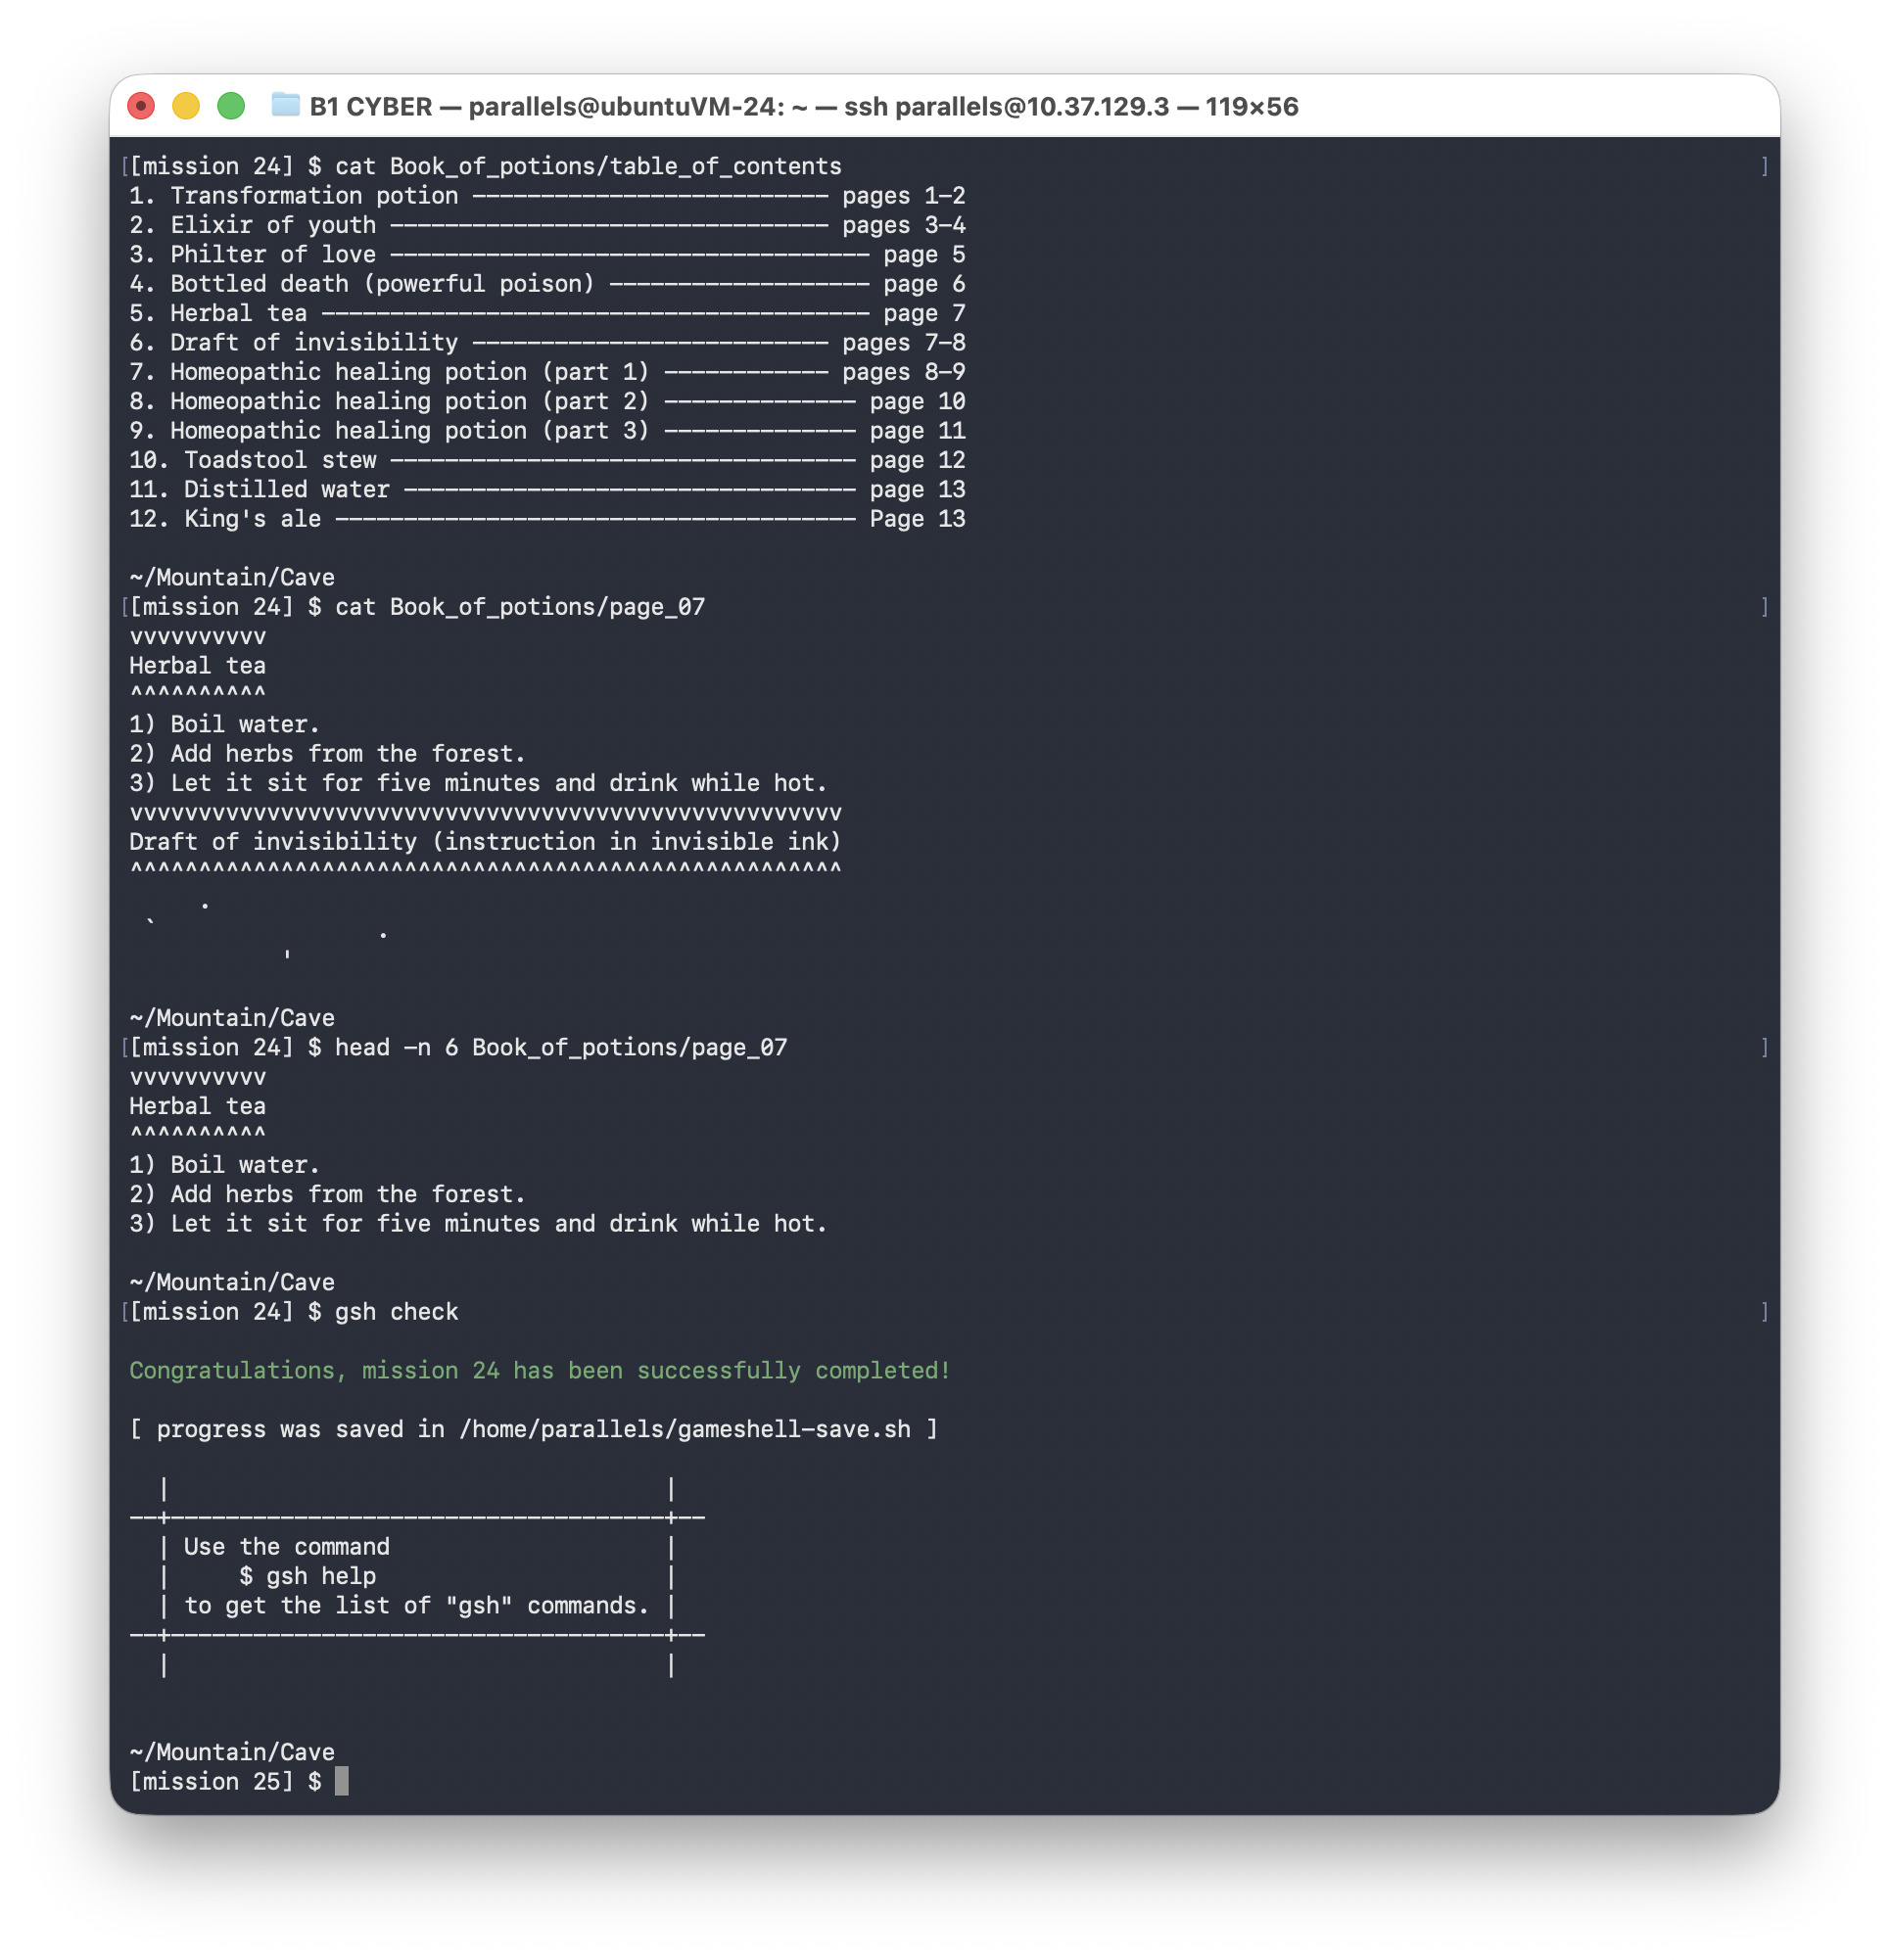 B1 CYBER — parallels@ubuntuVM-24: ~ — ssh parallels@10.37.129.3 — 119×56
[[mission 24] $ cat Book_of_potions/table_of_contents ]
1. Transformation potion -------------------------- pages 1-2
2. Elixir of youth -------------------------------- pages 3-4
3. Philter of love ----------------------------------- page 5
4. Bottled death (powerful poison) ------------------- page 6
5. Herbal tea ---------------------------------------- page 7
6. Draft of invisibility -------------------------- pages 7-8
7. Homeopathic healing potion (part 1) ------------ pages 8-9
8. Homeopathic healing potion (part 2) -------------- page 10
9. Homeopathic healing potion (part 3) -------------- page 11
10. Toadstool stew ---------------------------------- page 12
11. Distilled water --------------------------------- page 13
12. King's ale -------------------------------------- Page 13
~/Mountain/Cave
[[mission 24] $ cat Book_of_potions/page_07 ]
vvvvvvvvvv
Herbal tea
^^^^^^^^^^
1) Boil water.
2) Add herbs from the forest.
3) Let it sit for five minutes and drink while hot.
vvvvvvvvvvvvvvvvvvvvvvvvvvvvvvvvvvvvvvvvvvvvvvvvvvvv
Draft of invisibility (instruction in invisible ink)
^^^^^^^^^^^^^^^^^^^^^^^^^^^^^^^^^^^^^^^^^^^^^^^^^^^^
     .
 `                .
           '
~/Mountain/Cave
[[mission 24] $ head -n 6 Book_of_potions/page_07 ]
vvvvvvvvvv
Herbal tea
^^^^^^^^^^
1) Boil water.
2) Add herbs from the forest.
3) Let it sit for five minutes and drink while hot.
~/Mountain/Cave
[[mission 24] $ gsh check ]
Congratulations, mission 24 has been successfully completed!
[ progress was saved in /home/parallels/gameshell-save.sh ]
  |                                    |
--+------------------------------------+--
  | Use the command                    |
  |     $ gsh help                     |
  | to get the list of "gsh" commands. |
--+------------------------------------+--
  |                                    |
~/Mountain/Cave
[mission 25] $